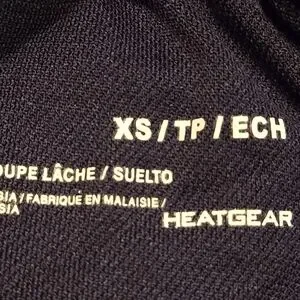 XS / TP / ECH
OUPE LÂCHE / SUELTO
SIA / FABRIQUÉ EN MALAISIE /
SIA
HEATGEAR